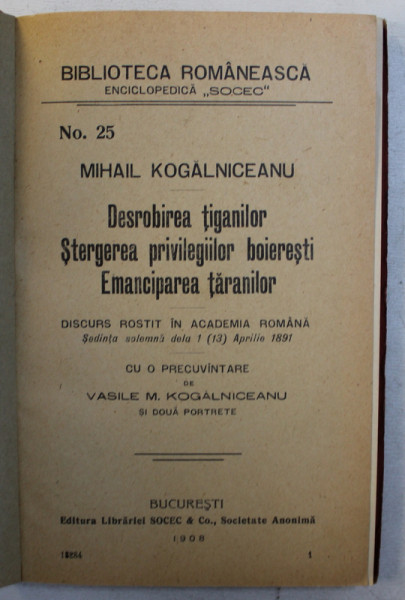 BIBLIOTECA ROMÂNEASCĂ
ENCICLOPEDICĂ „SOCEC“
No. 25
MIHAIL KOGĂLNICEANU
Desrobirea ţiganilor
Ştergerea privilegiilor boiereşti
Emanciparea ţăranilor
DISCURS ROSTIT ÎN ACADEMIA ROMÂNĂ
Şedinţa solemnă dela 1 (13) Aprilie 1891
CU O PRECUVÎNTARE
DE
VASILE M. KOGĂLNICEANU
ŞI DOUĂ PORTRETE
BUCUREŞTI
Editura Librăriei SOCEC & Co., Societate Anonimă
1908
1